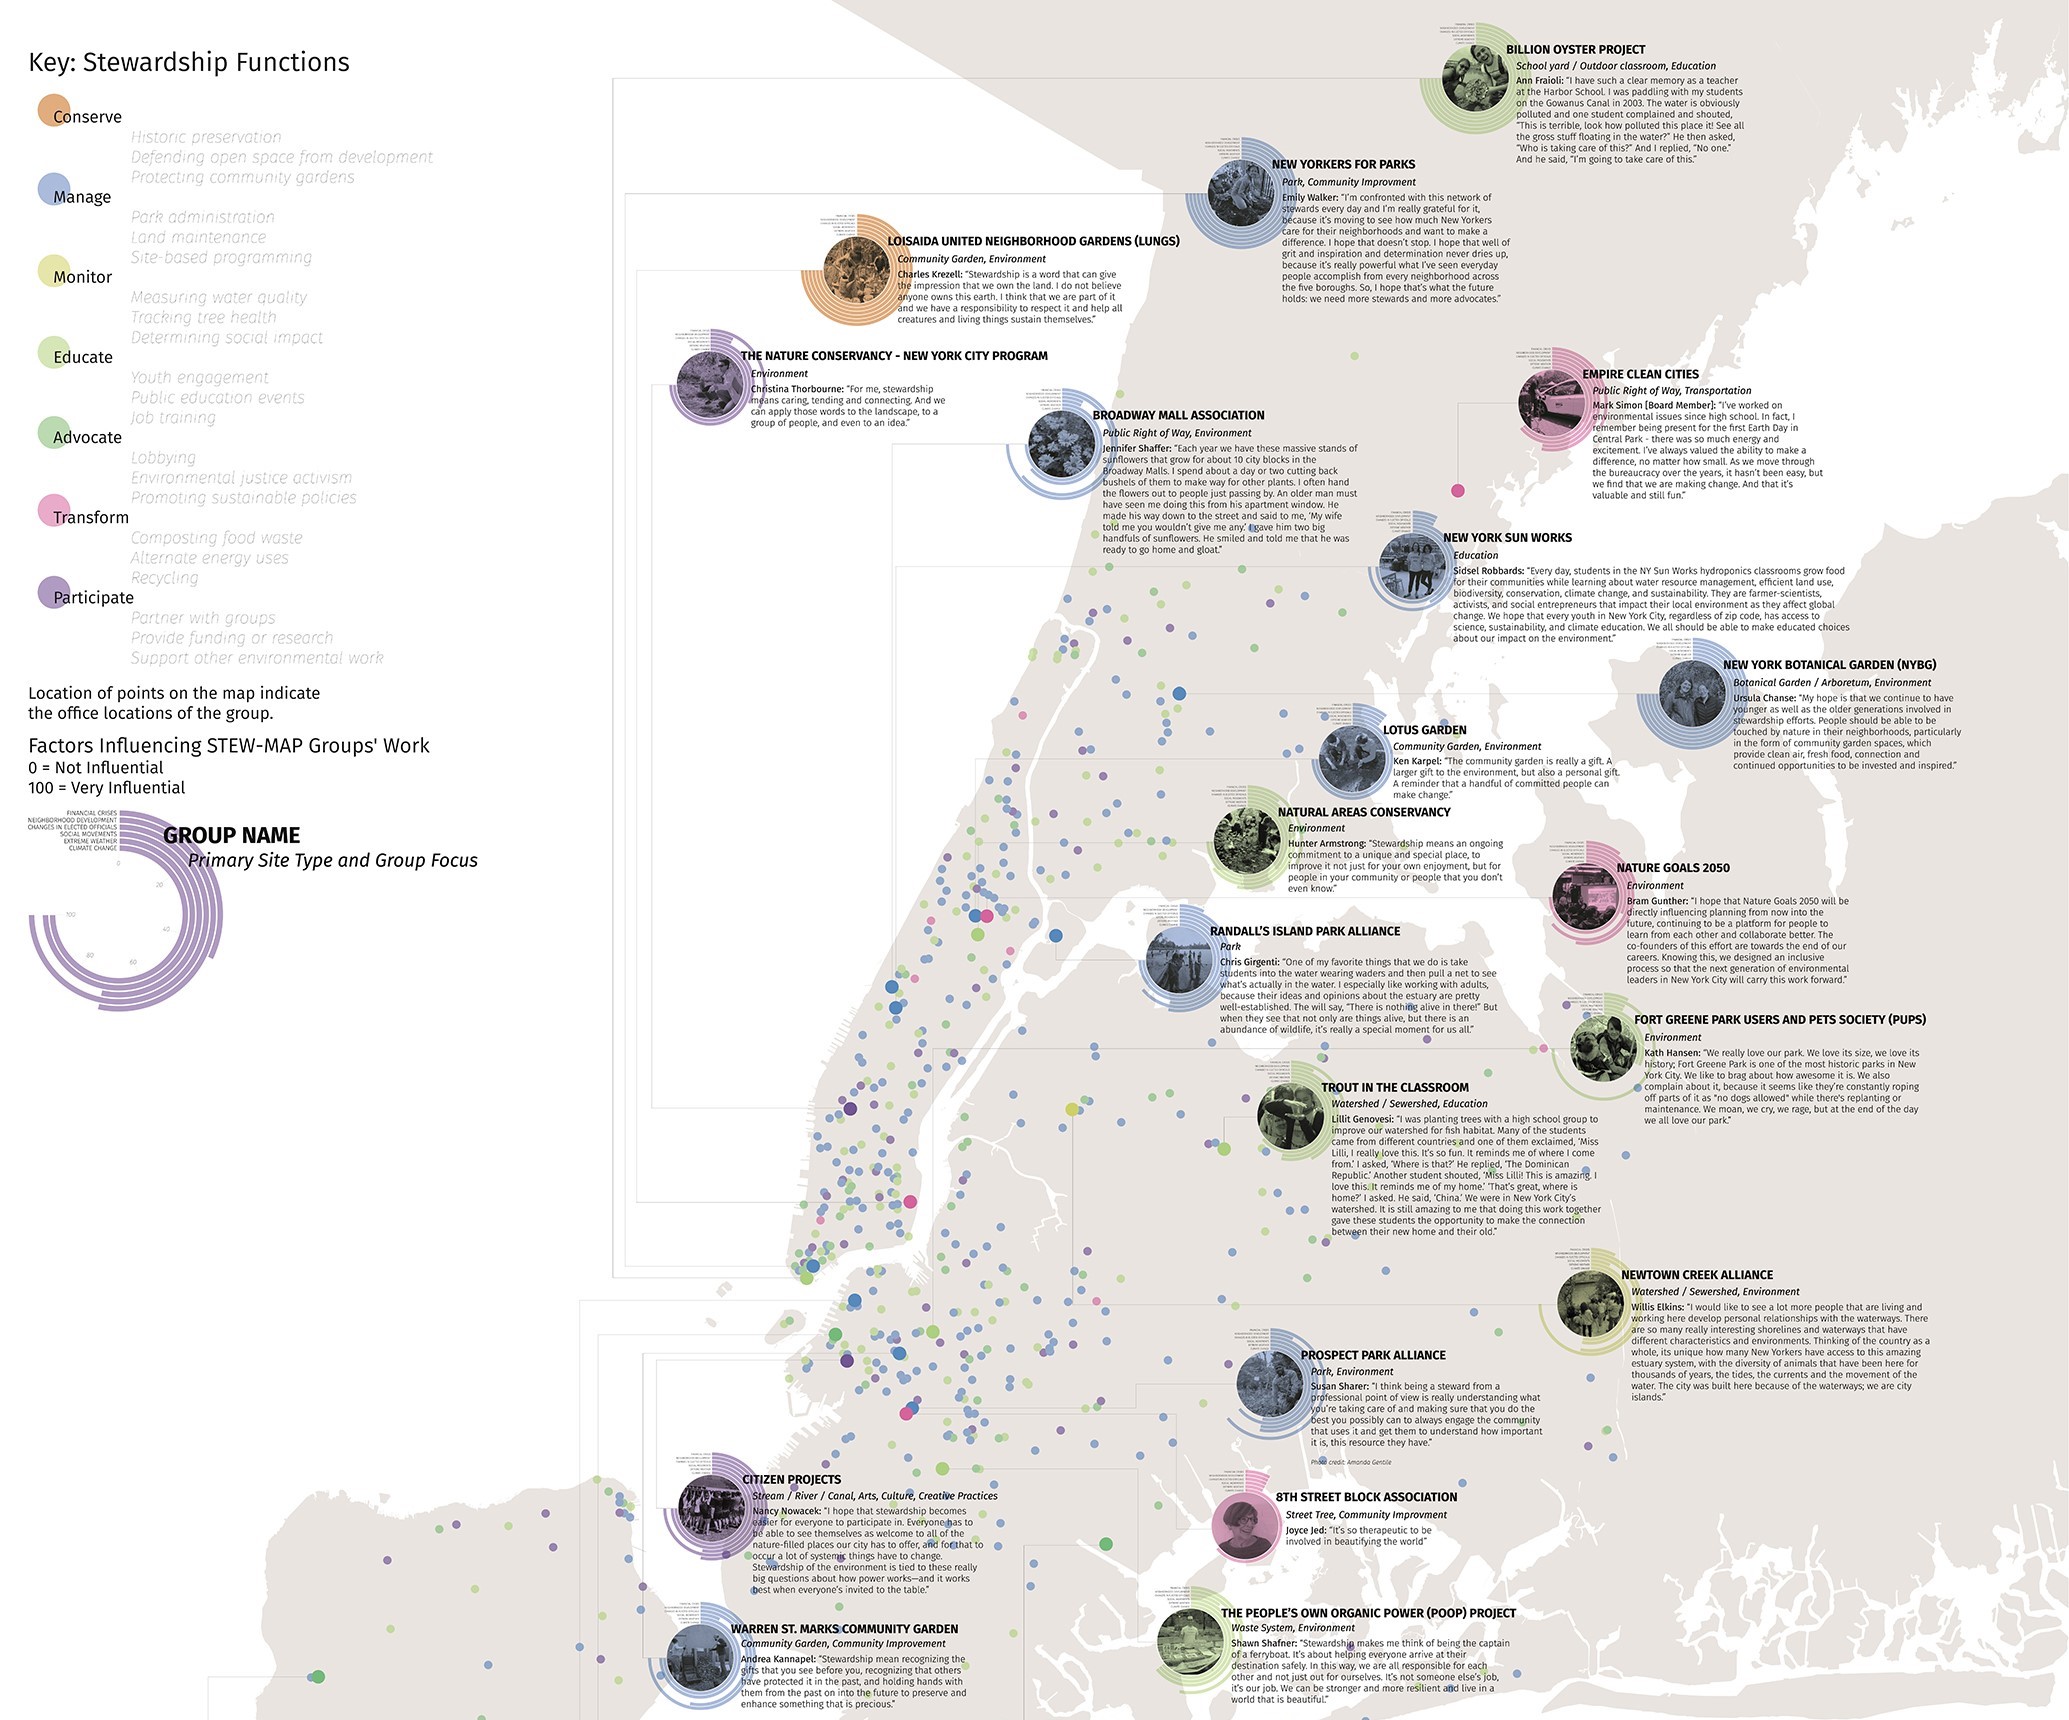 Key: Stewardship Functions
Conserve
Historic preservation
Defending open space from development
Protecting community gardens
Manage
Park administration
Land maintenance
Site-based programming
Monitor
Measuring water quality
Tracking tree health
Determining social impact
Educate
Youth engagement
Public education events
Job training
Advocate
Lobbying
Environmental justice activism
Promoting sustainable policies
Transform
Composting food waste
Alternate energy uses
Recycling
Participate
Partner with groups
Provide funding or research
Support other environmental work
Location of points on the map indicate
the office locations of the group.
Factors Influencing STEW-MAP Groups' Work
0 = Not Influential
100 = Very Influential
FINANCIAL CRISES
NEIGHBORHOOD DEVELOPMENT
CHANGES IN ELECTED OFFICIALS
SOCIAL MOVEMENTS
EXTREME WEATHER
CLIMATE CHANGE
0
20
40
60
80
100
GROUP NAME
Primary Site Type and Group Focus
BILLION OYSTER PROJECT
School yard / Outdoor classroom, Education
Ann Fraioli: "I have such a clear memory as a teacher
at the Harbor School. I was paddling with my students
on the Gowanus Canal in 2003. The water is obviously
polluted and one student complained and shouted,
"This is terrible, look how polluted this place it! See all
the gross stuff floating in the water?" He then asked,
"Who is taking care of this?" And I replied, "No one."
And he said, "I'm going to take care of this."
NEW YORKERS FOR PARKS
Park, Community Improvment
Emily Walker: "I'm confronted with this network of
stewards every day and I'm really grateful for it,
because it's moving to see how much New Yorkers
care for their neighborhoods and want to make a
difference. I hope that doesn't stop. I hope that well of
grit and inspiration and determination never dries up,
because it's really powerful what I've seen everyday
people accomplish from every neighborhood across
the five boroughs. So, I hope that's what the future
holds: we need more stewards and more advocates."
LOISAIDA UNITED NEIGHBORHOOD GARDENS (LUNGS)
Community Garden, Environment
Charles Krezell: "Stewardship is a word that can give
the impression that we own the land. I do not believe
anyone owns this earth. I think that we are part of it
and we have a responsibility to respect it and help all
creatures and living things sustain themselves."
THE NATURE CONSERVANCY - NEW YORK CITY PROGRAM
Environment
Christina Thorbourne: "For me, stewardship
means caring, tending and connecting. And we
can apply those words to the landscape, to a
group of people, and even to an idea."
BROADWAY MALL ASSOCIATION
Public Right of Way, Environment
Jennifer Shaffer: "Each year we have these massive stands of
sunflowers that grow for about 10 city blocks in the
Broadway Malls. I spend about a day or two cutting back
bushels of them to make way for other plants. I often hand
the flowers out to people just passing by. An older man must
have seen me doing this from his apartment window. He
made his way down to the street and said to me, 'My wife
told me you wouldn't give me any.' I gave him two big
handfuls of sunflowers. He smiled and told me that he was
ready to go home and gloat."
EMPIRE CLEAN CITIES
Public Right of Way, Transportation
Mark Simon [Board Member]: "I've worked on
environmental issues since high school. In fact, I
remember being present for the first Earth Day in
Central Park - there was so much energy and
excitement. I've always valued the ability to make a
difference, no matter how small. As we move through
the bureaucracy over the years, it hasn't been easy, but
we find that we are making change. And that it's
valuable and still fun."
NEW YORK SUN WORKS
Education
Sidsel Robbards: "Every day, students in the NY Sun Works hydroponics classrooms grow food
for their communities while learning about water resource management, efficient land use,
biodiversity, conservation, climate change, and sustainability. They are farmer-scientists,
activists, and social entrepreneurs that impact their local environment as they affect global
change. We hope that every youth in New York City, regardless of zip code, has access to
science, sustainability, and climate education. We all should be able to make educated choices
about our impact on the environment."
NEW YORK BOTANICAL GARDEN (NYBG)
Botanical Garden / Arboretum, Environment
Ursula Chanse: "My hope is that we continue to have
younger as well as the older generations involved in
stewardship efforts. People should be able to be
touched by nature in their neighborhoods, particularly
in the form of community garden spaces, which
provide clean air, fresh food, connection and
continued opportunities to be invested and inspired."
LOTUS GARDEN
Community Garden, Environment
Ken Karpel: "The community garden is really a gift. A
larger gift to the environment, but also a personal gift.
A reminder that a handful of committed people can
make change."
NATURAL AREAS CONSERVANCY
Environment
Hunter Armstrong: "Stewardship means an ongoing
commitment to a unique and special place, to
improve it not just for your own enjoyment, but for
people in your community or people that you don't
even know."
NATURE GOALS 2050
Environment
Bram Gunther: "I hope that Nature Goals 2050 will be
directly influencing planning from now into the
future, continuing to be a platform for people to
learn from each other and collaborate better. The
co-founders of this effort are towards the end of our
careers. Knowing this, we designed an inclusive
process so that the next generation of environmental
leaders in New York City will carry this work forward."
RANDALL'S ISLAND PARK ALLIANCE
Park
Chris Girgenti: "One of my favorite things that we do is take
students into the water wearing waders and then pull a net to see
what's actually in the water. I especially like working with adults,
because their ideas and opinions about the estuary are pretty
well-established. The will say, "There is nothing alive in there!" But
when they see that not only are things alive, but there is an
abundance of wildlife, it's really a special moment for us all."
FORT GREENE PARK USERS AND PETS SOCIETY (PUPS)
Environment
Kath Hansen: "We really love our park. We love its size, we love its
history; Fort Greene Park is one of the most historic parks in New
York City. We like to brag about how awesome it is. We also
complain about it, because it seems like they're constantly roping
off parts of it as "no dogs allowed" while there's replanting or
maintenance. We moan, we cry, we rage, but at the end of the day
we all love our park."
TROUT IN THE CLASSROOM
Watershed / Sewershed, Education
Lillit Genovesi: "I was planting trees with a high school group to
improve our watershed for fish habitat. Many of the students
came from different countries and one of them exclaimed, 'Miss
Lilli, I really love this. It's so fun. It reminds me of where I come
from.' I asked, 'Where is that?' He replied, 'The Dominican
Republic.' Another student shouted, 'Miss Lilli! This is amazing. I
love this. It reminds me of my home.' 'That's great, where is
home?' I asked. He said, 'China.' We were in New York City's
watershed. It is still amazing to me that doing this work together
gave these students the opportunity to make the connection
between their new home and their old."
NEWTOWN CREEK ALLIANCE
Watershed / Sewershed, Environment
Willis Elkins: "I would like to see a lot more people that are living and
working here develop personal relationships with the waterways. There
are so many really interesting shorelines and waterways that have
different characteristics and environments. Thinking of the country as a
whole, its unique how many New Yorkers have access to this amazing
estuary system, with the diversity of animals that have been here for
thousands of years, the tides, the currents and the movement of the
water. The city was built here because of the waterways; we are city
islands."
PROSPECT PARK ALLIANCE
Park, Environment
Susan Sharer: "I think being a steward from a
professional point of view is really understanding what
you're taking care of and making sure that you do the
best you possibly can to always engage the community
that uses it and get them to understand how important
it is, this resource they have."
Photo credit: Amanda Gentile
CITIZEN PROJECTS
Stream / River / Canal, Arts, Culture, Creative Practices
Nancy Nowacek: "I hope that stewardship becomes
easier for everyone to participate in. Everyone has to
be able to see themselves as welcome to all of the
nature-filled places our city has to offer, and for that to
occur a lot of systemic things have to change.
Stewardship of the environment is tied to these really
big questions about how power works—and it works
best when everyone's invited to the table."
8TH STREET BLOCK ASSOCIATION
Street Tree, Community Improvment
Joyce Jed: "It's so therapeutic to be
involved in beautifying the world"
WARREN ST. MARKS COMMUNITY GARDEN
Community Garden, Community Improvement
Andrea Kannapel: "Stewardship mean recognizing the
gifts that you see before you, recognizing that others
have protected it in the past, and holding hands with
them from the past on into the future to preserve and
enhance something that is precious."
THE PEOPLE'S OWN ORGANIC POWER (POOP) PROJECT
Waste System, Environment
Shawn Shafner: "Stewardship makes me think of being the captain
of a ferryboat. It's about helping everyone arrive at their
destination safely. In this way, we are all responsible for each
other and not just out for ourselves. It's not someone else's job,
it's our job. We can be stronger and more resilient and live in a
world that is beautiful."